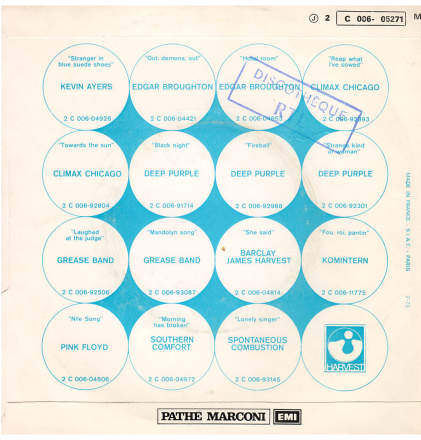 J 2 C 006- 05271 M
"Stranger in
blue suede shoes"
KEVIN AYERS
2 C 006-04926
"Out, demons, out"
EDGAR BROUGHTON
2 C 006-04421
"Hotel room"
EDGAR BROUGHTON
2 C
"Reap what
I've sowed"
CLIMAX CHICAGO
2 C
DISCOTHEQUE
RTL
"Towards the sun"
CLIMAX CHICAGO
2 C 006-92804
"Black night"
DEEP PURPLE
2 C 006-91714
"Fireball"
DEEP PURPLE
2 C 006-92988
"Strange kind
of woman"
DEEP PURPLE
2 C 006-92301
"Laughed
at the judge"
GREASE BAND
2 C 006-92506
"Mandolyn song"
GREASE BAND
2 C 006-93087
"She said"
BARCLAY
JAMES HARVEST
2 C 006-04814
"Fou, roi, pantin"
KOMINTERN
2 C 006-11775
"Nile Song"
PINK FLOYD
2 C 006-04506
"Morning
has broken"
SOUTHERN
COMFORT
2 C 006-04972
"Lonely singer"
SPONTANEOUS
COMBUSTION
2 C 006-93145
HARVEST
MADE IN FRANCE - S.I.A.T. - PARIS
PATHE MARCONI EMI